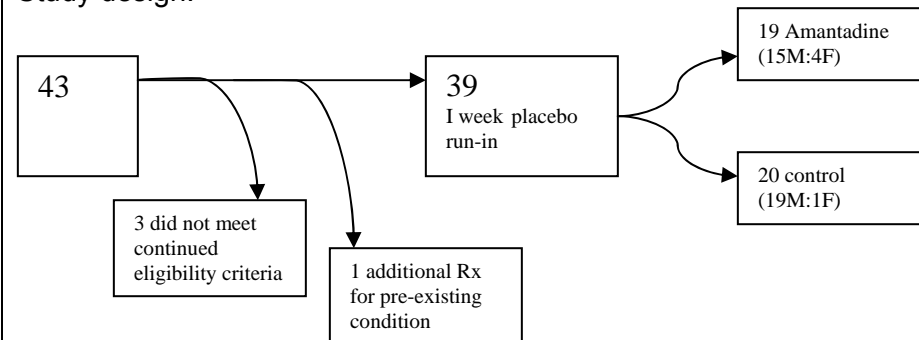 Study design:
19 Amantadine
(15M:4F)
43
39
I week placebo
run-in
20 control
(19M:1F)
3 did not meet
continued
eligibility criteria
1 additional Rx
for pre-existing
condition